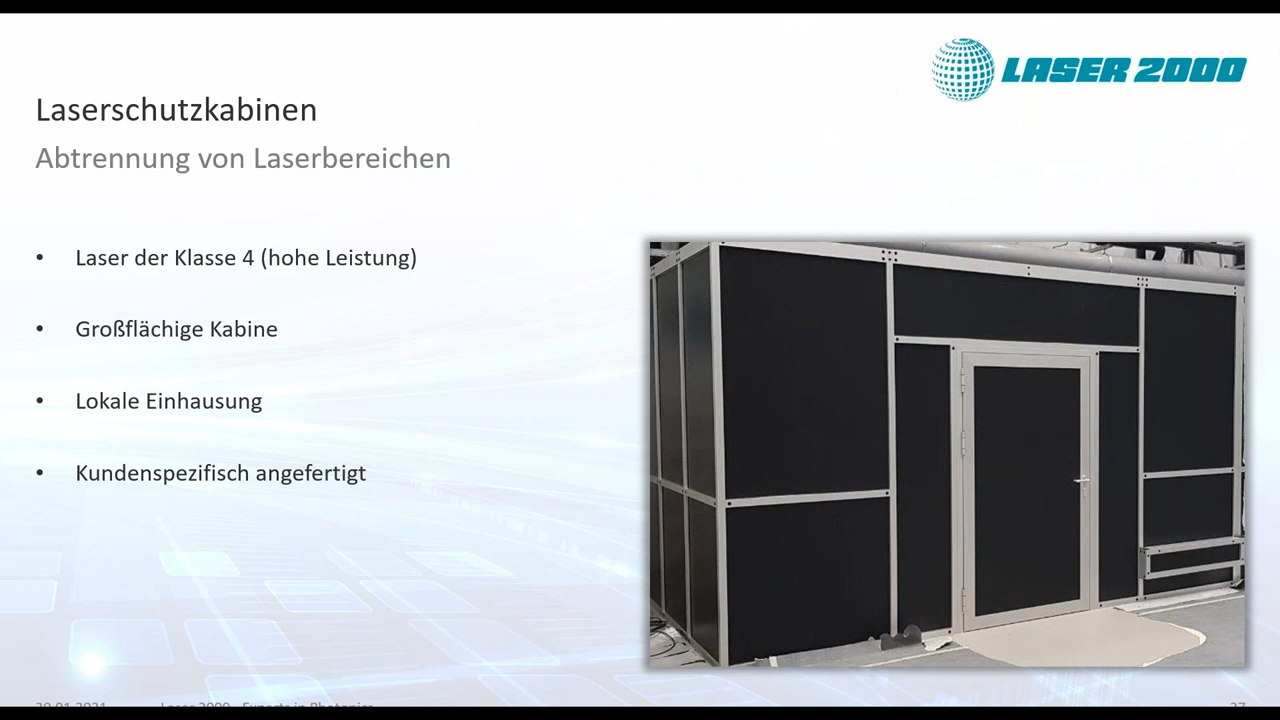 LASER 2000
Laserschutzkabinen
Abtrennung von Laserbereichen
• Laser der Klasse 4 (hohe Leistung)
• Großflächige Kabine
• Lokale Einhausung
• Kundenspezifisch angefertigt